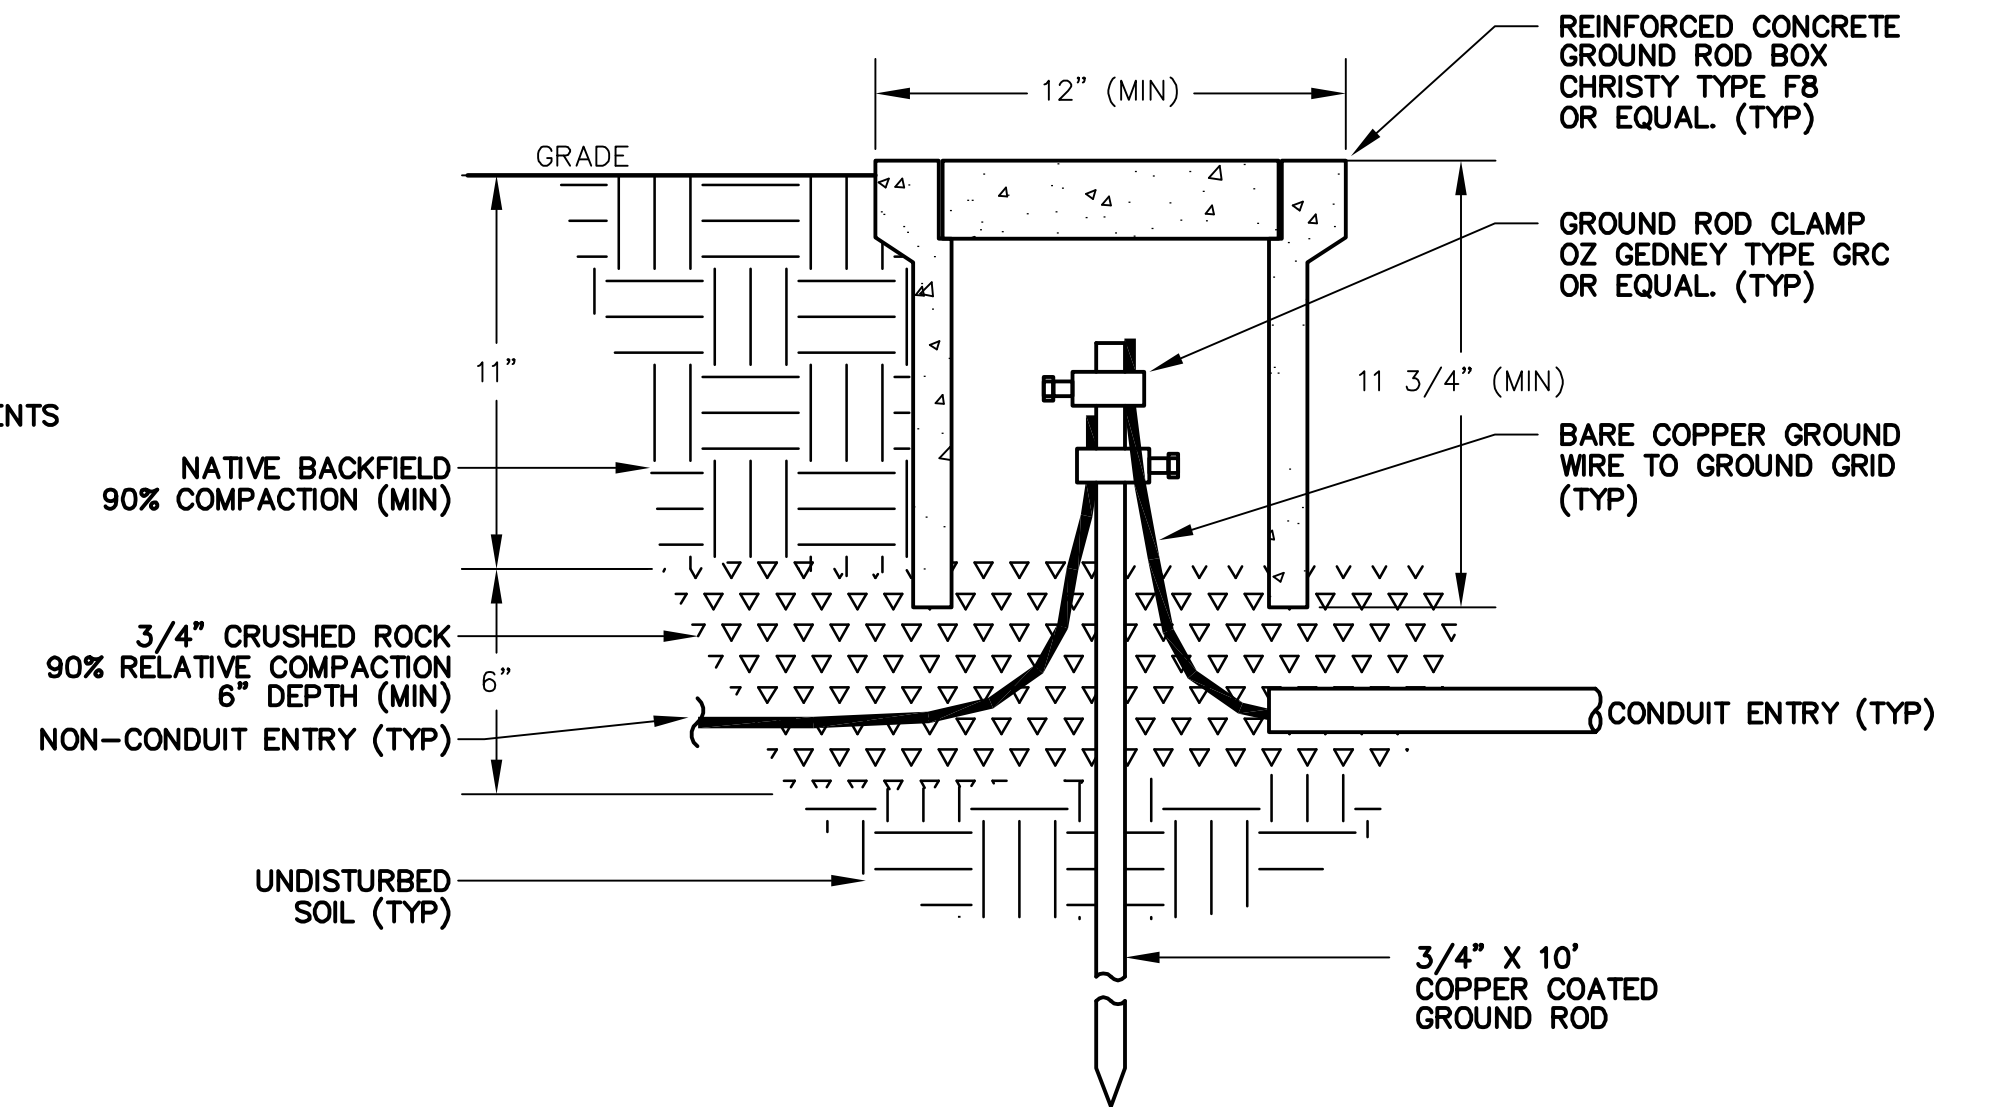 REINFORCED CONCRETE
GROUND ROD BOX
CHRISTY TYPE F8
OR EQUAL. (TYP)
12" (MIN)
GRADE
GROUND ROD CLAMP
OZ GEDNEY TYPE GRC
OR EQUAL. (TYP)
11"
11 3/4" (MIN)
ENTS
BARE COPPER GROUND
WIRE TO GROUND GRID
(TYP)
NATIVE BACKFIELD
90% COMPACTION (MIN)
3/4" CRUSHED ROCK
90% RELATIVE COMPACTION
6" DEPTH (MIN)
6"
NON-CONDUIT ENTRY (TYP)
CONDUIT ENTRY (TYP)
UNDISTURBED
SOIL (TYP)
3/4" X 10'
COPPER COATED
GROUND ROD